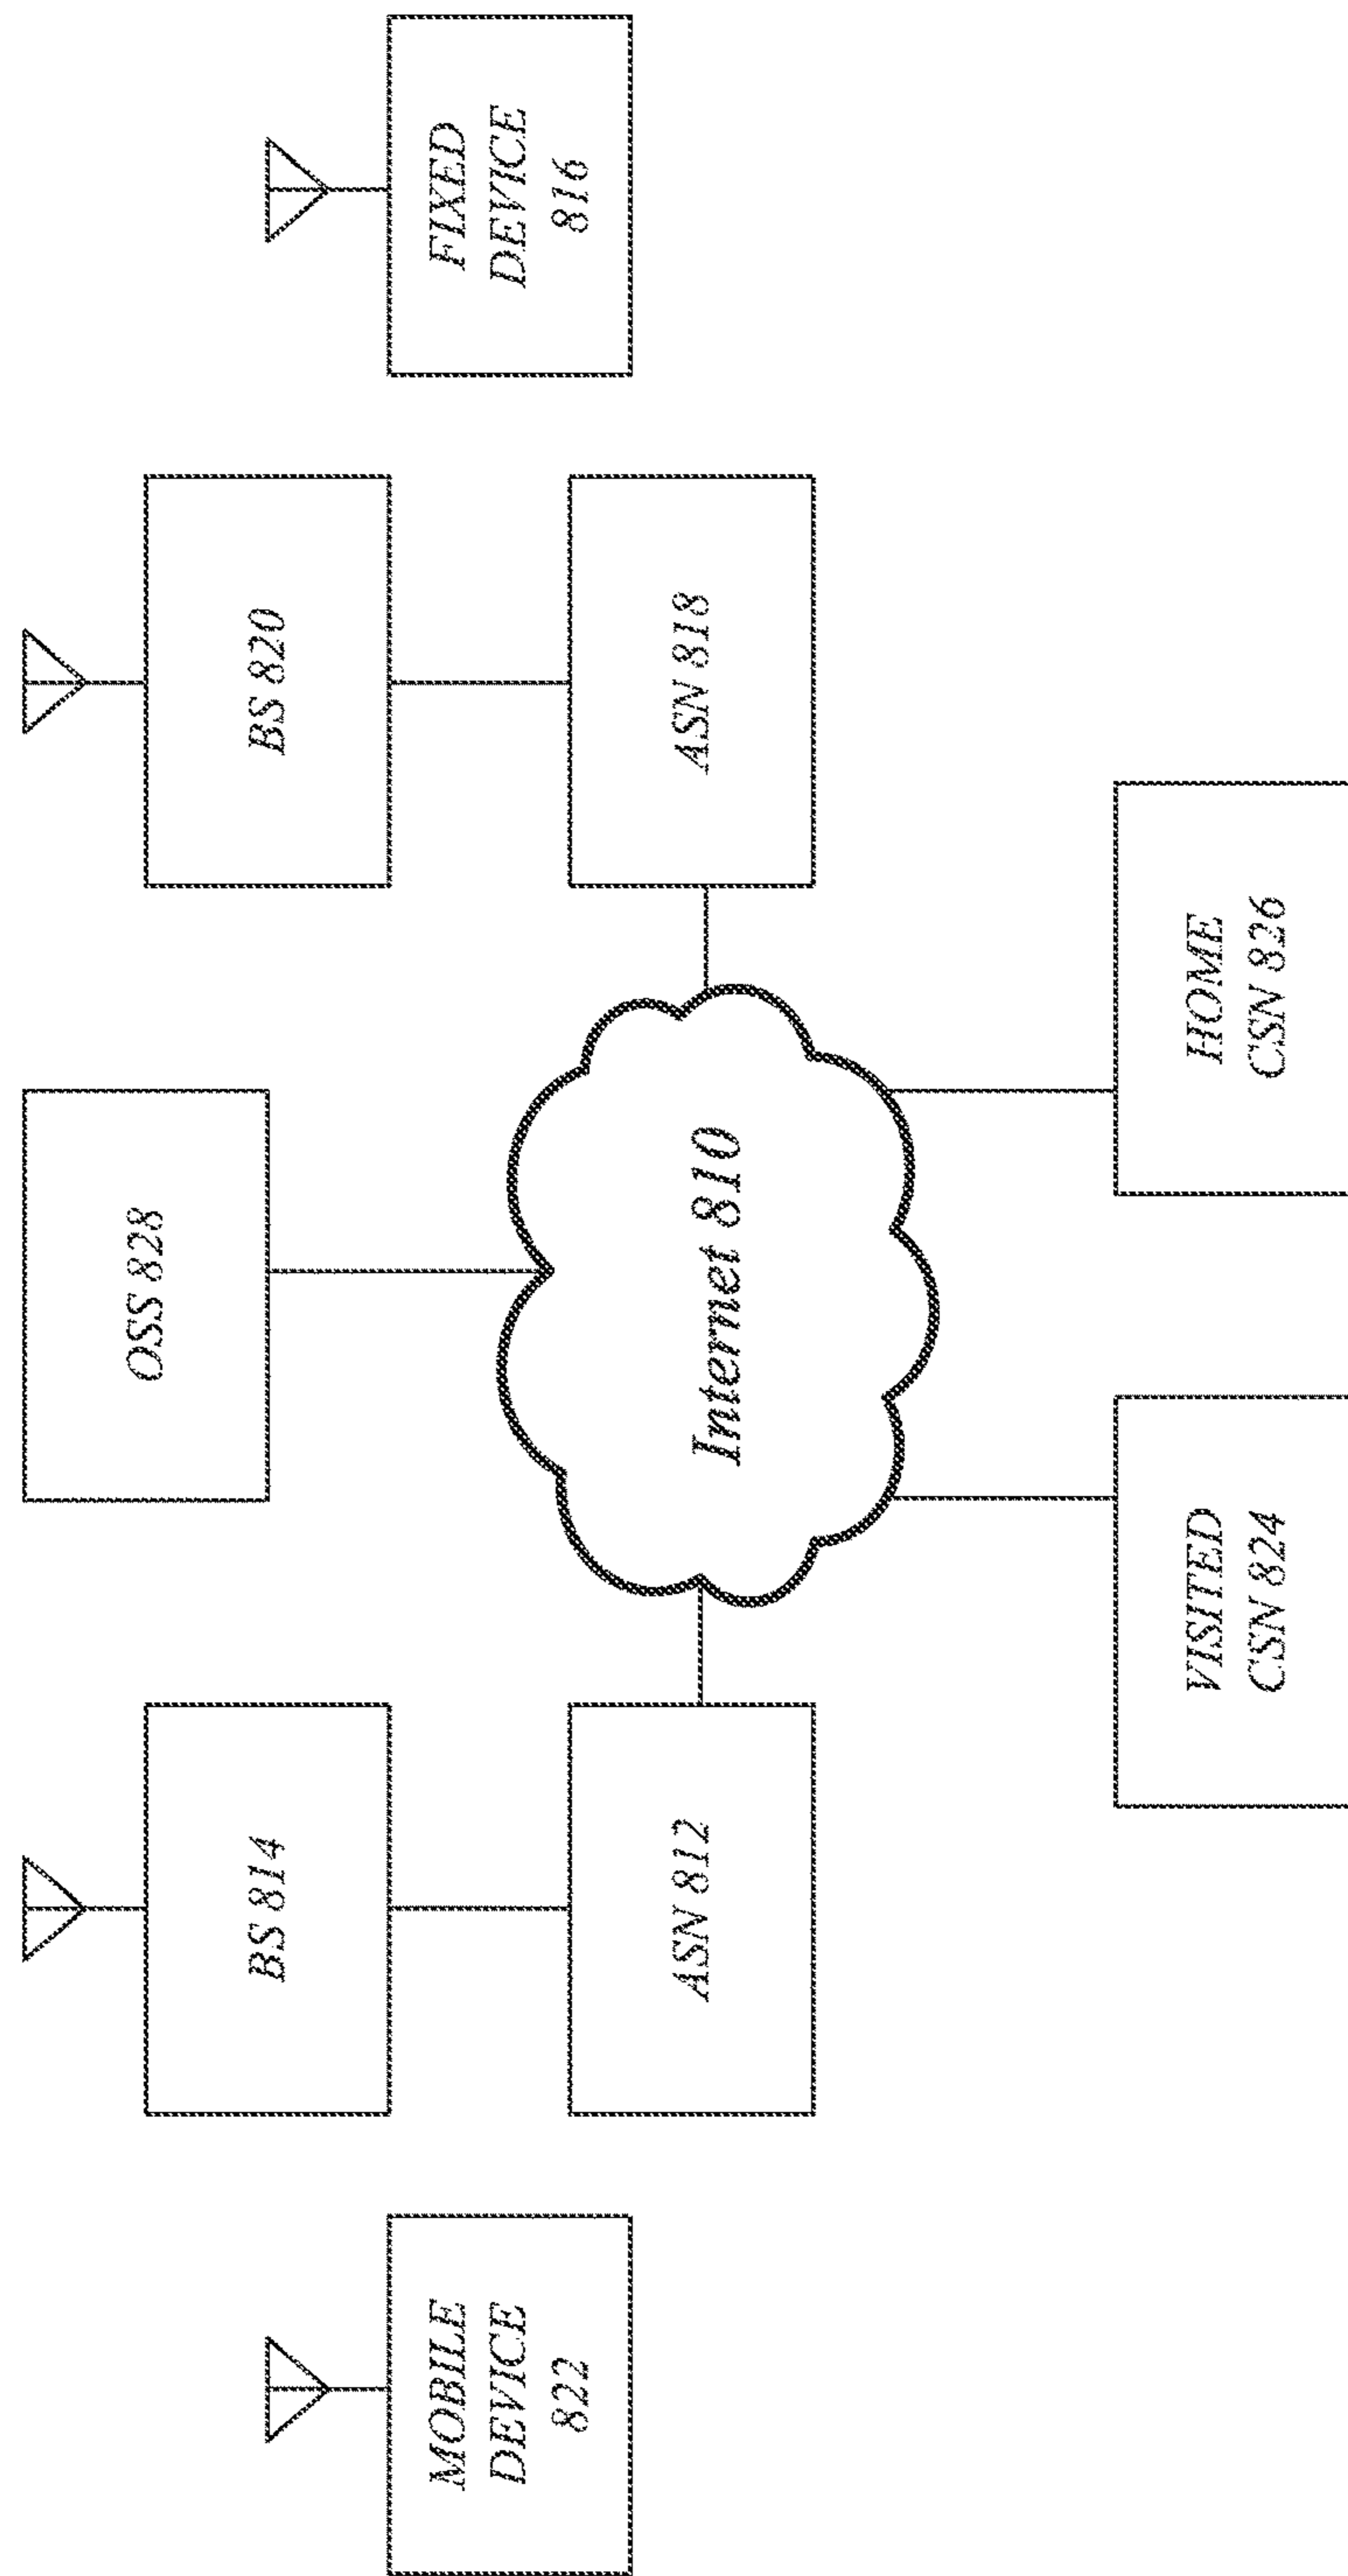 OSS 828
BS 814
BS 820
MOBILE
DEVICE
822
FIXED
DEVICE
816
ASN 812
Internet 810
ASN 818
VISITED
CSN 824
HOME
CSN 826